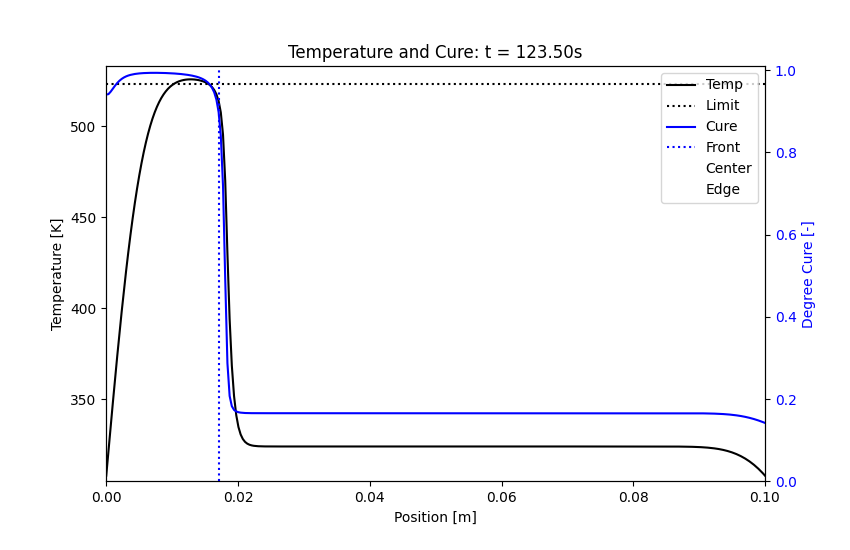 Temperature and Cure: t = 123.50s
Temp
Limit
Cure
Front
Center
Edge
500
450
400
350
Temperature [K]
1.0
0.8
0.6
0.4
0.2
0.0
Degree Cure [-]
0.00 0.02 0.04 0.06 0.08 0.10
Position [m]